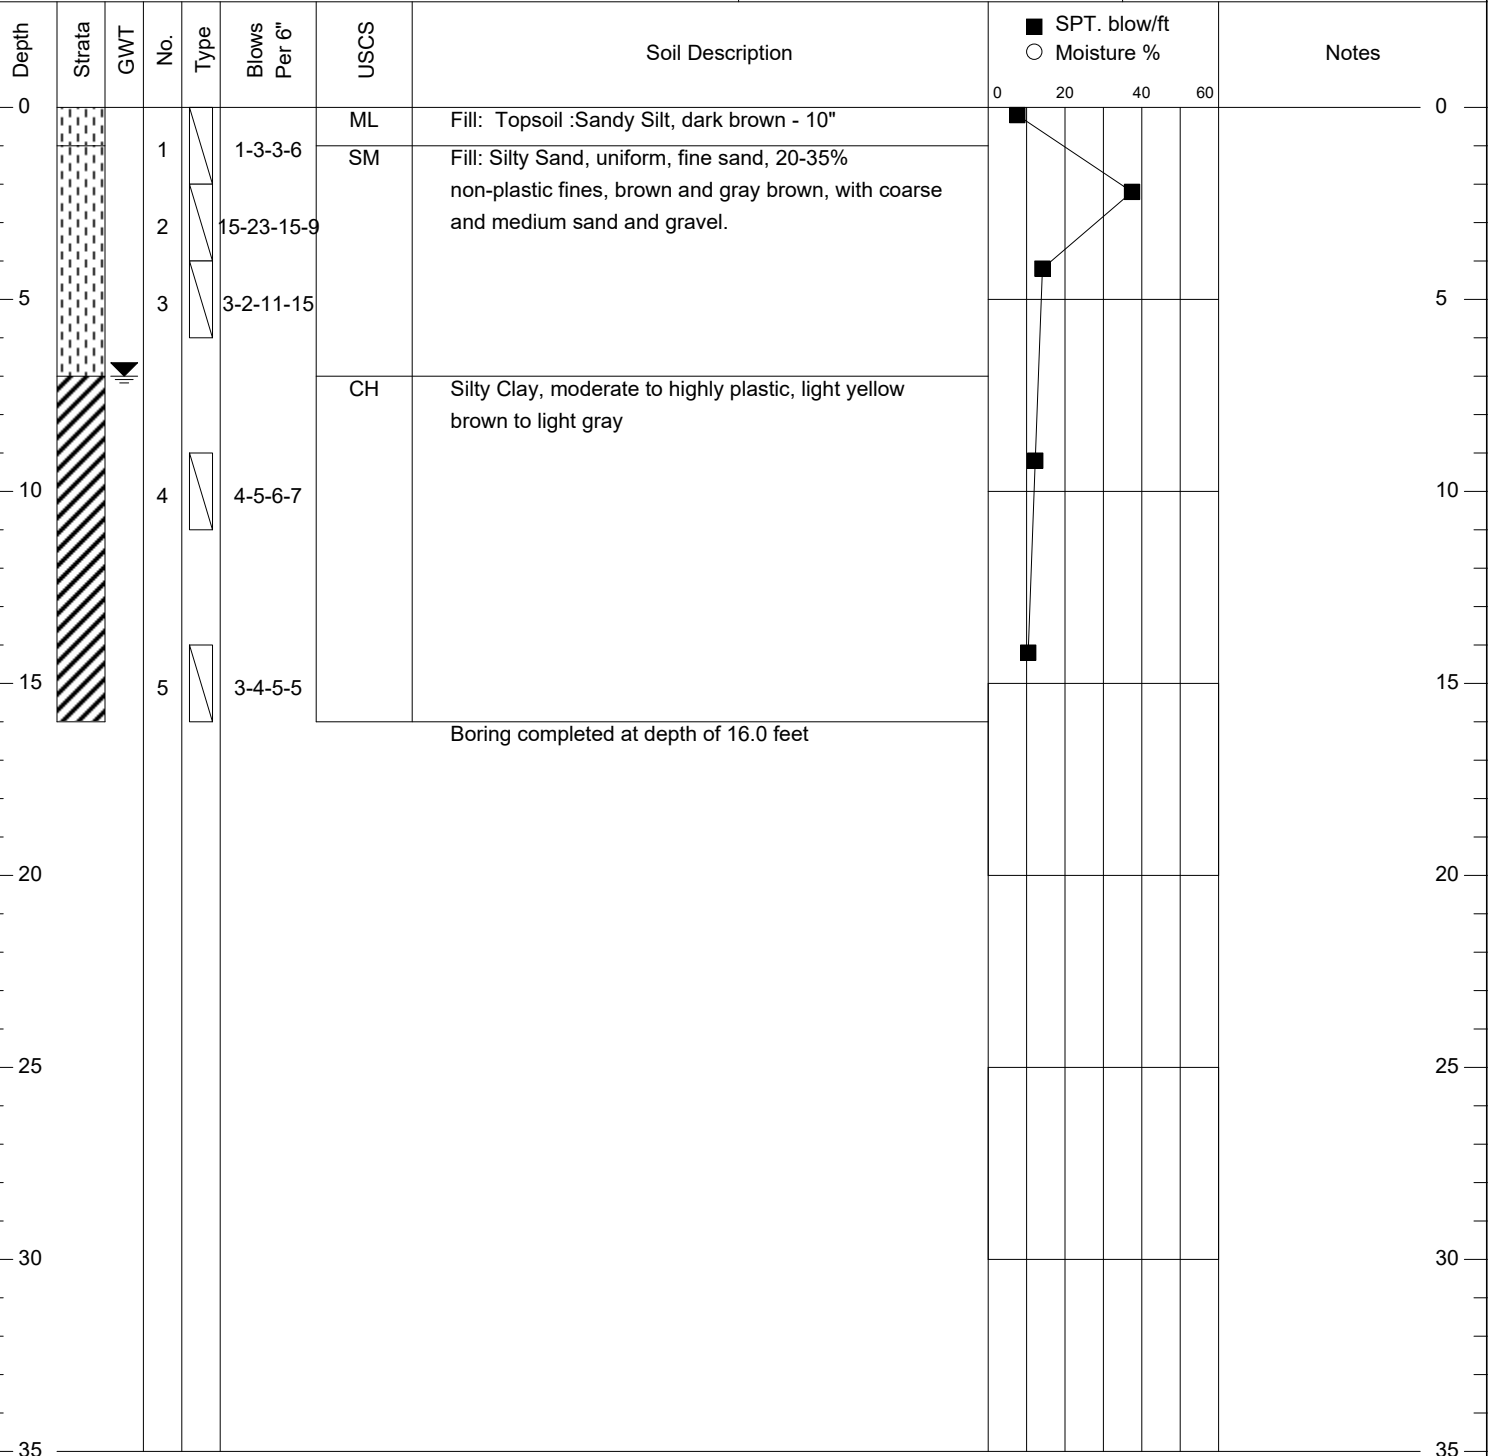 Depth
Strata
GWT
No.
Type
Blows
Per 6"
USCS
Soil Description
SPT. blow/ft
Moisture %
Notes
0 20 40 60
0
ML
Fill:  Topsoil :Sandy Silt, dark brown - 10"
0
1
1-3-3-6
SM
Fill: Silty Sand, uniform, fine sand, 20-35%
non-plastic fines, brown and gray brown, with coarse
and medium sand and gravel.
2
15-23-15-9
5
3
3-2-11-15
5
CH
Silty Clay, moderate to highly plastic, light yellow
brown to light gray
10
4
4-5-6-7
10
15
5
3-4-5-5
15
Boring completed at depth of 16.0 feet
20
20
25
25
30
30
35
35